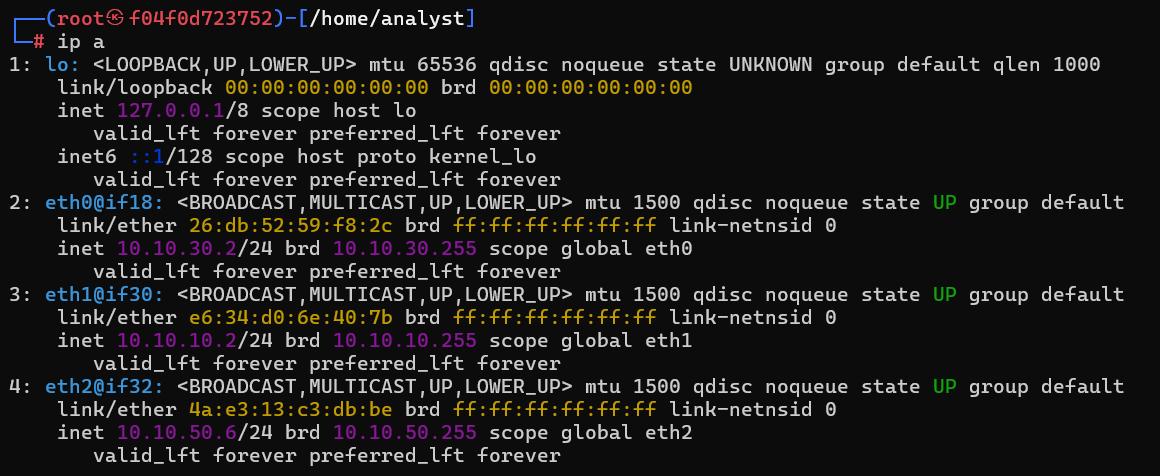 ┌──(root㉿f04f0d723752)-[/home/analyst]
└─# ip a
1: lo: <LOOPBACK,UP,LOWER_UP> mtu 65536 qdisc noqueue state UNKNOWN group default qlen 1000
    link/loopback 00:00:00:00:00:00 brd 00:00:00:00:00:00
    inet 127.0.0.1/8 scope host lo
       valid_lft forever preferred_lft forever
    inet6 ::1/128 scope host proto kernel_lo
       valid_lft forever preferred_lft forever
2: eth0@if18: <BROADCAST,MULTICAST,UP,LOWER_UP> mtu 1500 qdisc noqueue state UP group default
    link/ether 26:db:52:59:f8:2c brd ff:ff:ff:ff:ff:ff link-netnsid 0
    inet 10.10.30.2/24 brd 10.10.30.255 scope global eth0
       valid_lft forever preferred_lft forever
3: eth1@if30: <BROADCAST,MULTICAST,UP,LOWER_UP> mtu 1500 qdisc noqueue state UP group default
    link/ether e6:34:d0:6e:40:7b brd ff:ff:ff:ff:ff:ff link-netnsid 0
    inet 10.10.10.2/24 brd 10.10.10.255 scope global eth1
       valid_lft forever preferred_lft forever
4: eth2@if32: <BROADCAST,MULTICAST,UP,LOWER_UP> mtu 1500 qdisc noqueue state UP group default
    link/ether 4a:e3:13:c3:db:be brd ff:ff:ff:ff:ff:ff link-netnsid 0
    inet 10.10.50.6/24 brd 10.10.50.255 scope global eth2
       valid_lft forever preferred_lft forever